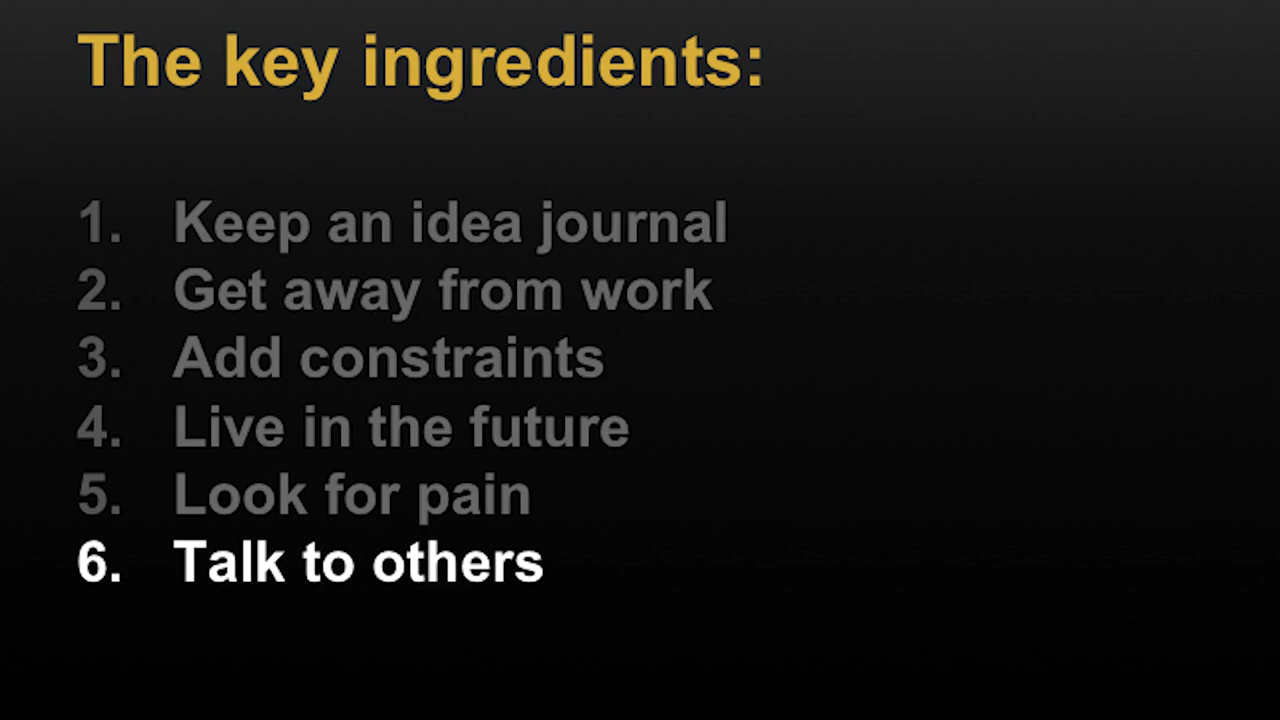 The key ingredients:
1. Keep an idea journal
2. Get away from work
3. Add constraints
4. Live in the future
5. Look for pain
6. Talk to others